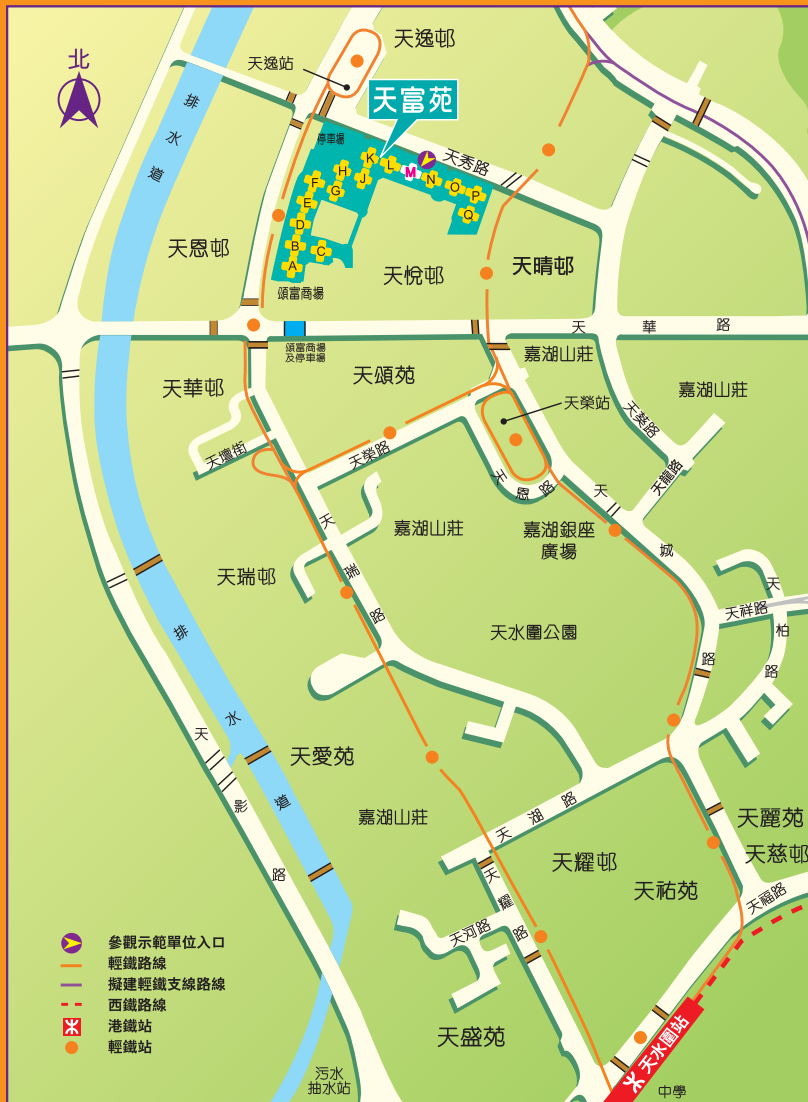 北
天逸邨
天逸站
天富苑
排水道
停車場
天秀路
K
L
M
N
O
P
Q
H
J
F
G
E
D
B
C
A
天恩邨
天悅邨
天晴邨
頌富商場
天華路
頌富商場
及停車場
嘉湖山莊
天頌苑
嘉湖山莊
天華邨
天榮站
天葵路
天壇街
天榮路
天恩路
天龍路
天瑞路
嘉湖山莊
嘉湖銀座
廣場
天城路
天瑞邨
天水圍公園
天祥路
天柏路
排水道
天影路
天愛苑
嘉湖山莊
天湖路
天麗苑
天慈邨
天耀邨
天祐苑
天耀路
天福路
天河路
天盛苑
天水圍站
中學
污水
抽水站
參觀示範單位入口
輕鐵路線
擬建輕鐵支線路線
西鐵路線
港鐵站
輕鐵站